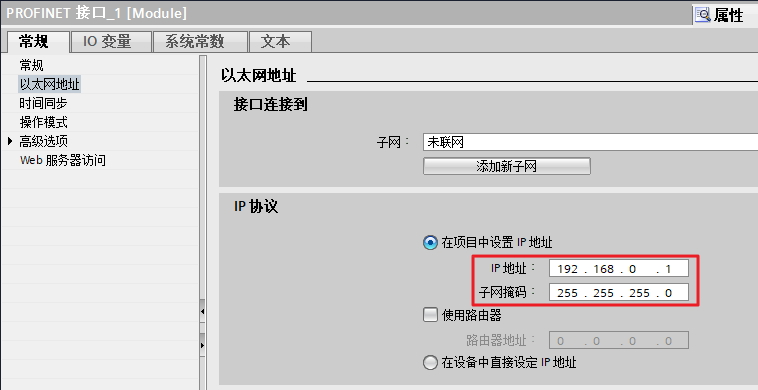 PROFINET 接口_1 [Module]
属性
常规
IO 变量
系统常数
文本
常规
以太网地址
时间同步
操作模式
高级选项
Web 服务器访问
以太网地址
接口连接到
子网：
未联网
添加新子网
IP 协议
在项目中设置 IP 地址
IP 地址：
192 . 168 . 0 . 1
子网掩码：
255 . 255 . 255 . 0
使用路由器
路由器地址：
0 . 0 . 0 . 0
在设备中直接设定 IP 地址